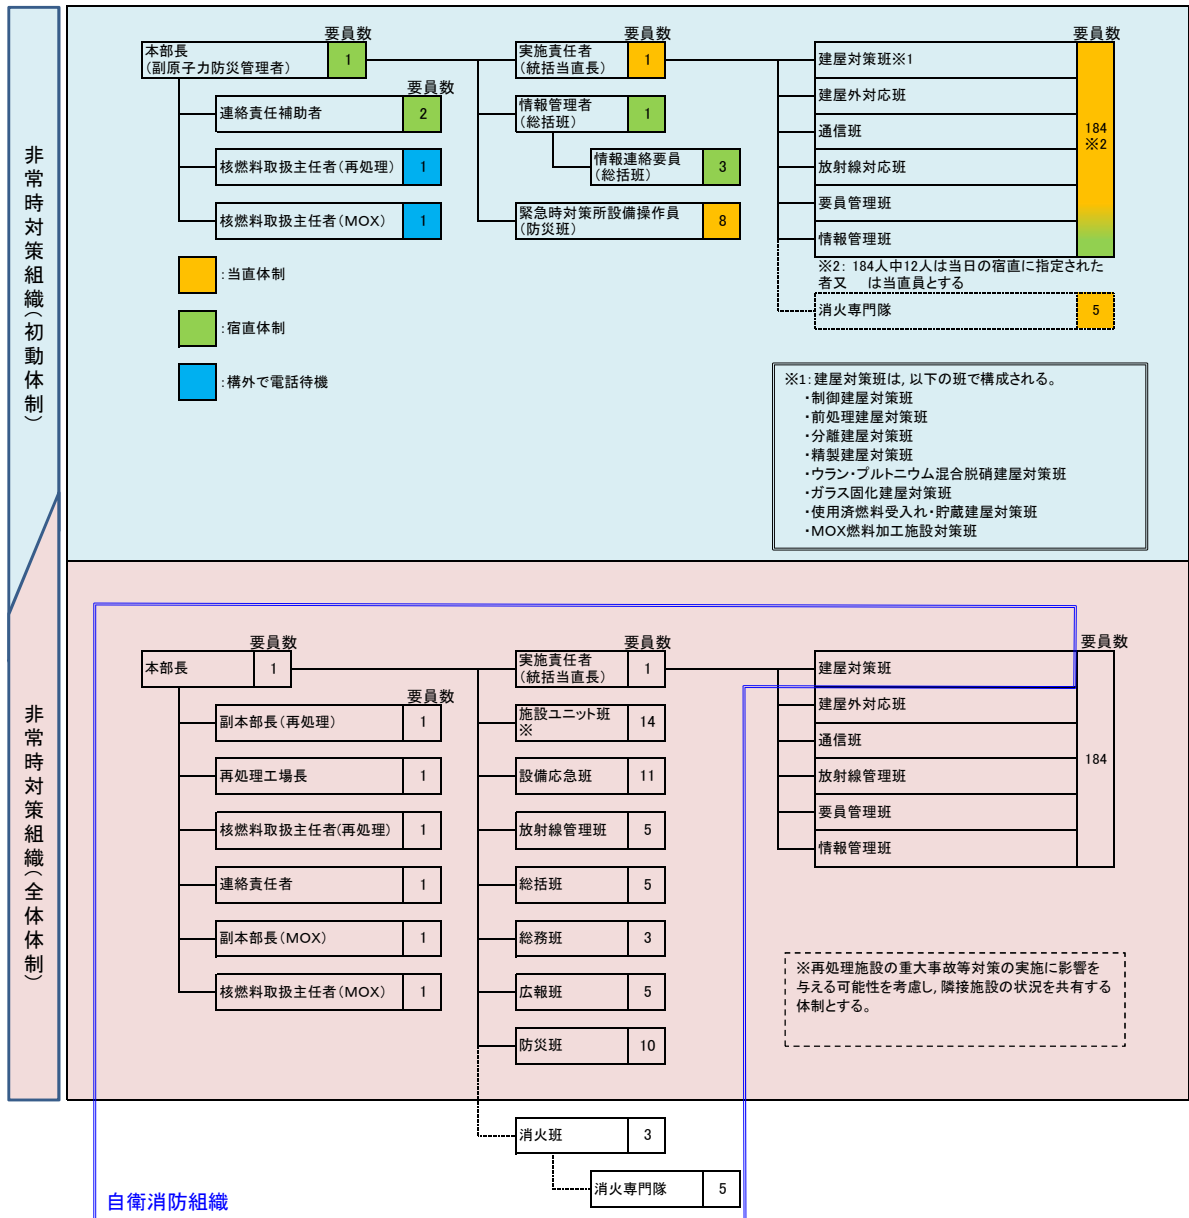 非常時対策組織(初動体制)
要員数
本部長
(副原子力防災管理者)
1
要員数
連絡責任補助者
2
核燃料取扱主任者(再処理)
1
核燃料取扱主任者(MOX)
1
:当直体制
:宿直体制
:構外で電話待機
要員数
実施責任者
(統括当直長)
1
情報管理者
(総括班)
1
情報連絡要員
(総括班)
3
緊急時対策所設備操作員
(防災班)
8
要員数
建屋対策班※1
建屋外対応班
通信班
放射線対応班
要員管理班
情報管理班
184
※2
※2: 184人中12人は当日の宿直に指定された
者又 は当直員とする
消火専門隊
5
※1:建屋対策班は,以下の班で構成される。
・制御建屋対策班
・前処理建屋対策班
・分離建屋対策班
・精製建屋対策班
・ウラン・プルトニウム混合脱硝建屋対策班
・ガラス固化建屋対策班
・使用済燃料受入れ・貯蔵建屋対策班
・MOX燃料加工施設対策班
非常時対策組織(全体体制)
要員数
本部長
1
要員数
副本部長(再処理)
1
再処理工場長
1
核燃料取扱主任者(再処理)
1
連絡責任者
1
副本部長(MOX)
1
核燃料取扱主任者(MOX)
1
要員数
実施責任者
(統括当直長)
1
施設ユニット班
※
14
設備応急班
11
放射線管理班
5
総括班
5
総務班
3
広報班
5
防災班
10
消火班
3
消火専門隊
5
要員数
建屋対策班
建屋外対応班
通信班
放射線管理班
要員管理班
情報管理班
184
※再処理施設の重大事故等対策の実施に影響を
与える可能性を考慮し,隣接施設の状況を共有する
体制とする。
自衛消防組織